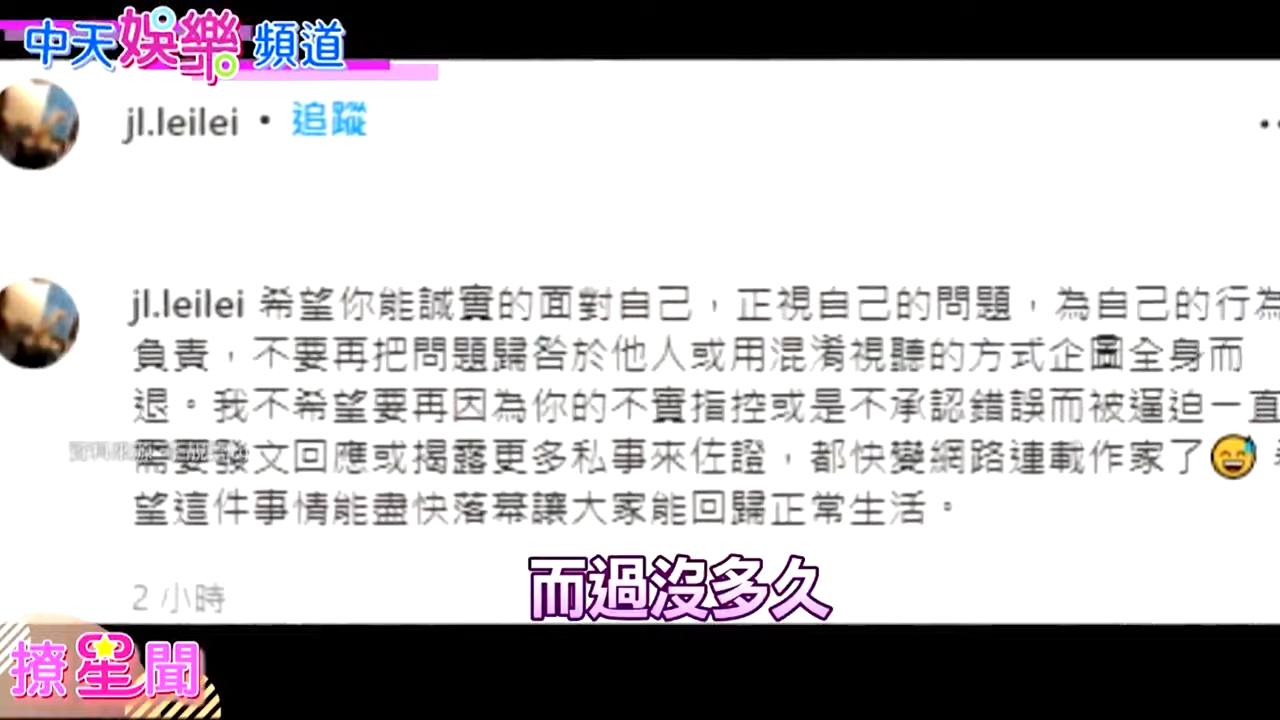 中天娛樂頻道
jl.leilei • 追蹤
jl.leilei 希望你能誠實的面對自己，正視自己的問題，為自己的行為
負責，不要再把問題歸咎於他人或用混淆視聽的方式企圖全身而
退。我不希望要再因為你的不實指控或是不承認錯誤而被逼迫一直
需要發文回應或揭露更多私事來佐證，都快變網路連載作家了😅
望這件事情能盡快落幕讓大家能回歸正常生活。
2 小時
而過沒多久
撩星聞